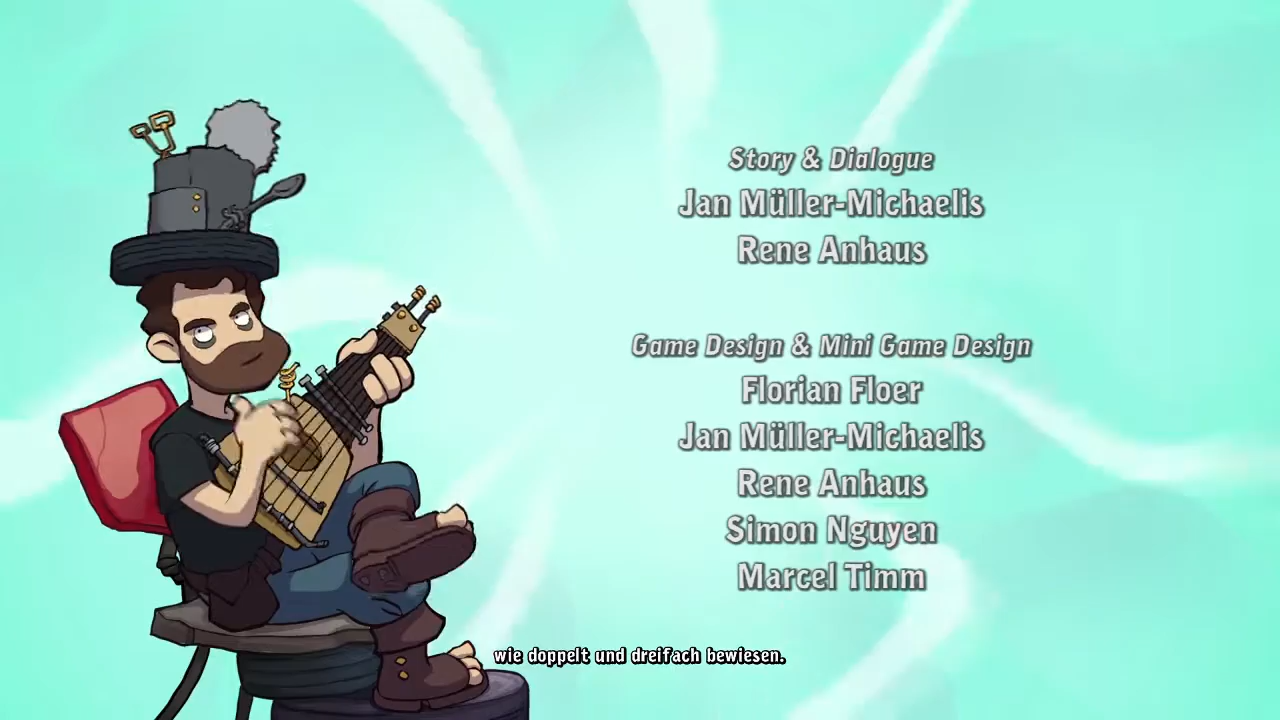 Story & Dialogue
Jan Müller-Michaelis
Rene Anhaus
Game Design & Mini Game Design
Florian Floer
Jan Müller-Michaelis
Rene Anhaus
Simon Nguyen
Marcel Timm
wie doppelt und dreifach bewiesen.